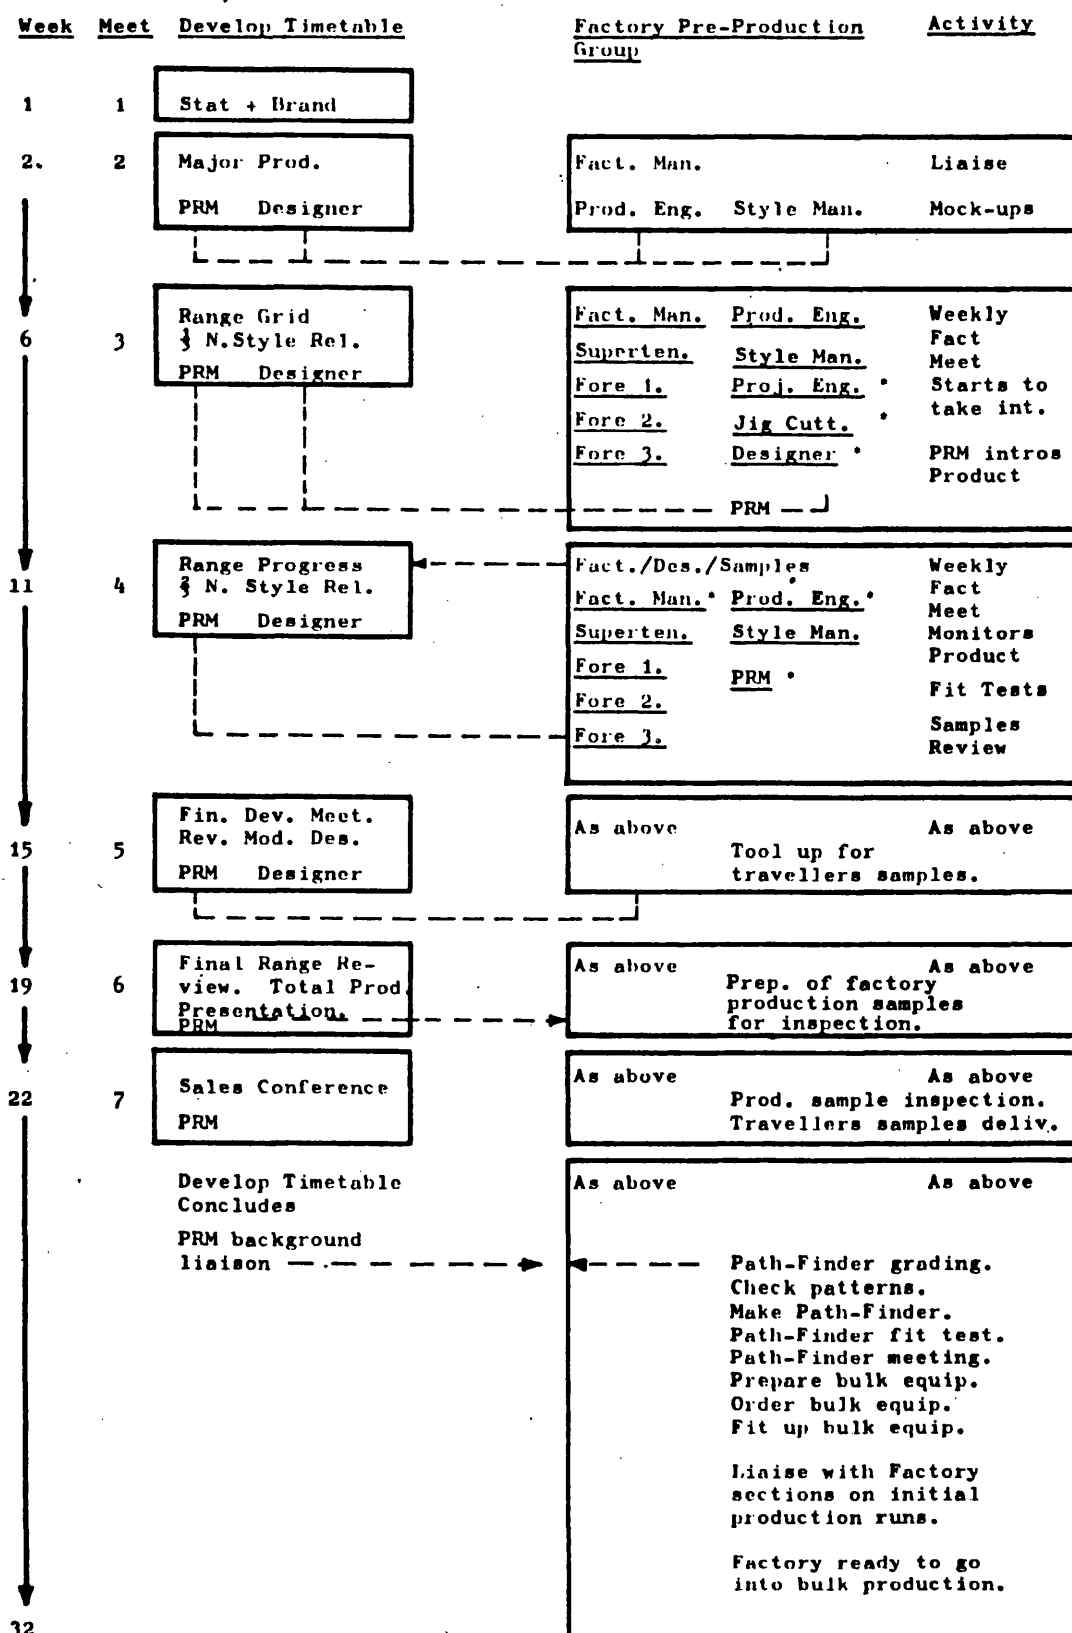 Week Meet Develop Timetable Factory Pre-Production Activity
Group
1 1 Stat + Brand
2. 2 Major Prod. Fact. Man. Liaise
PRM Designer Prod. Eng. Style Man. Mock-ups
Range Grid
6 3 ⅓ N.Style Rel.
PRM Designer
Fact. Man. Prod. Eng.
Superten. Style Man.
Fore 1. Proj. Eng. *
Fore 2. Jig Cutt. *
Fore 3. Designer *
PRM
Weekly
Fact
Meet
Starts to
take int.
PRM intros
Product
Range Progress
11 4 ⅔ N. Style Rel.
PRM Designer
Fact./Des./Samples
Fact. Man.* Prod. Eng.*
Superten. Style Man.
Fore 1.
PRM *
Fore 2.
Fore 3.
Weekly
Fact
Meet
Monitors
Product
Fit Tests
Samples
Review
Fin. Dev. Meet.
15 5 Rev. Mod. Des.
PRM Designer
As above As above
Tool up for
travellers samples.
Final Range Re-
19 6 view. Total Prod.
Presentation.
PRM
As above As above
Prep. of factory
production samples
for inspection.
22 7 Sales Conference
PRM
As above As above
Prod. sample inspection.
Travellers samples deliv.
Develop Timetable
Concludes
PRM background
liaison
As above As above
Path-Finder grading.
Check patterns.
Make Path-Finder.
Path-Finder fit test.
Path-Finder meeting.
Prepare bulk equip.
Order bulk equip.
Fit up bulk equip.
Liaise with Factory
sections on initial
production runs.
Factory ready to go
into bulk production.
32